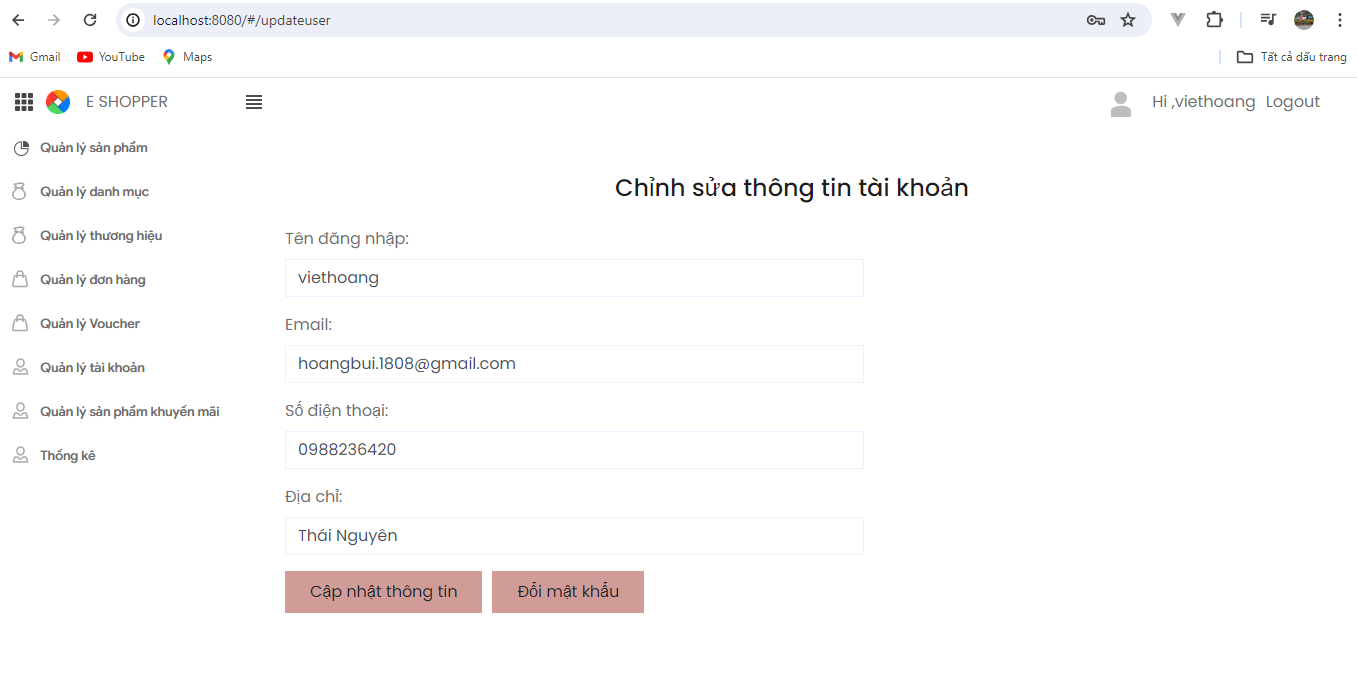 localhost:8080/#/updateuser
Gmail YouTube Maps Tất cả dấu trang
E SHOPPER Hi ,viethoang Logout
Quản lý sản phẩm
Quản lý danh mục
Quản lý thương hiệu
Quản lý đơn hàng
Quản lý Voucher
Quản lý tài khoản
Quản lý sản phẩm khuyến mãi
Thống kê
Chỉnh sửa thông tin tài khoản
Tên đăng nhập:
viethoang
Email:
hoangbui.1808@gmail.com
Số điện thoại:
0988236420
Địa chỉ:
Thái Nguyên
Cập nhật thông tin Đổi mật khẩu